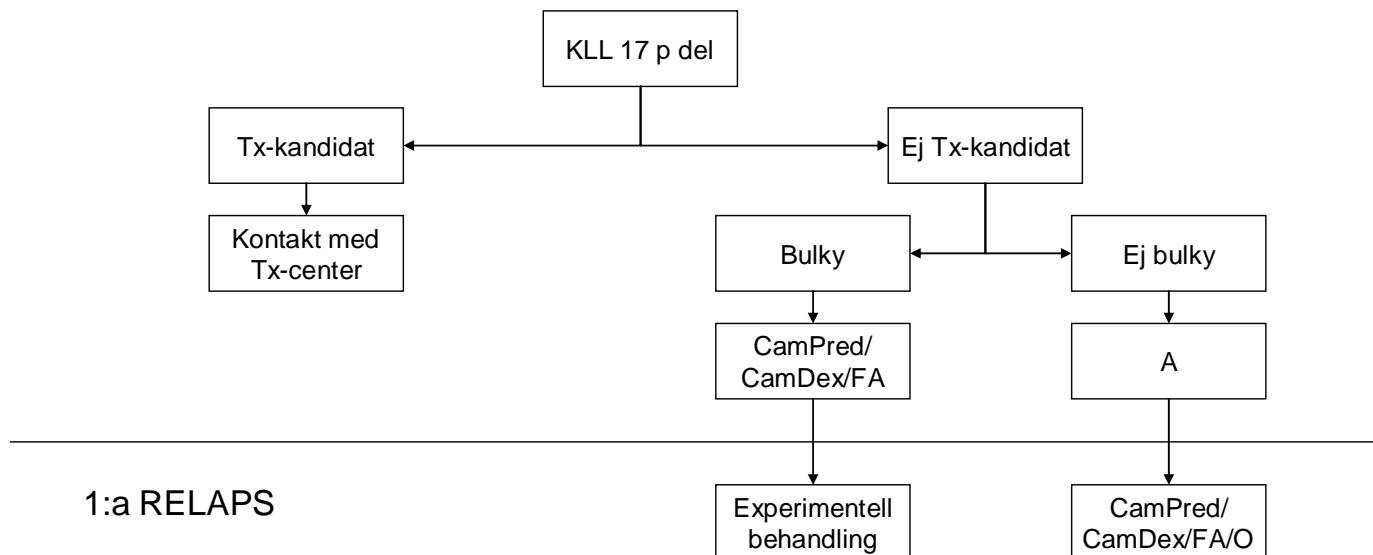 KLL 17 p del
Tx-kandidat
Ej Tx-kandidat
Kontakt med
Tx-center
Bulky
Ej bulky
CamPred/
CamDex/FA
A
1:a RELAPS
Experimentell
behandling
CamPred/
CamDex/FA/O